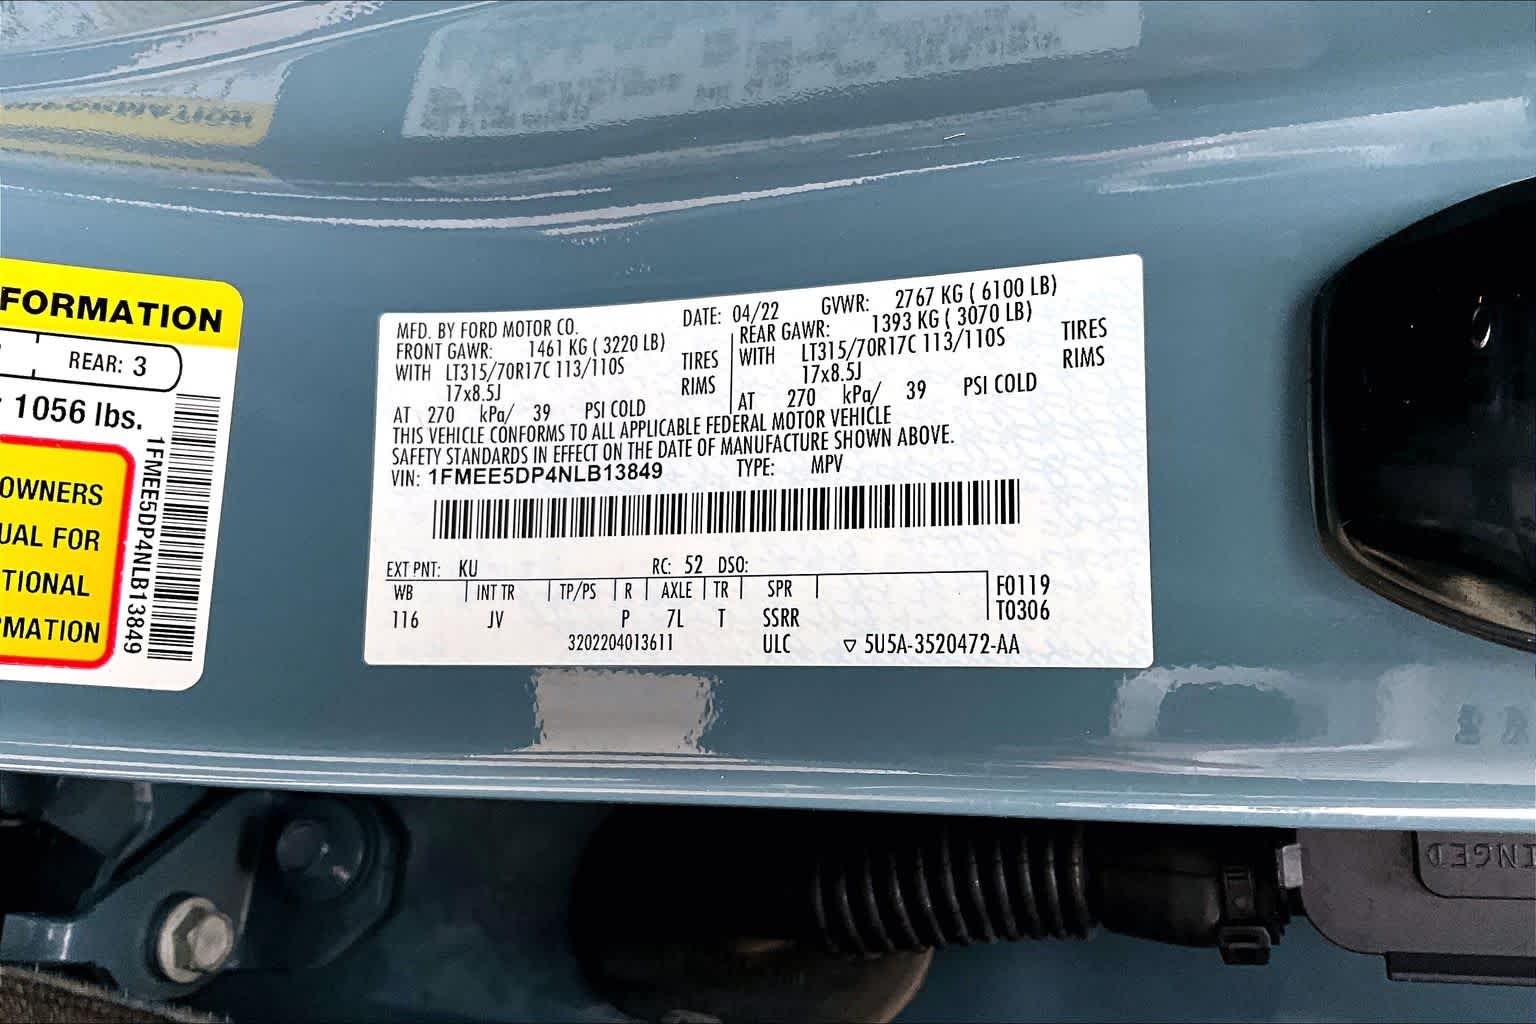 FORMATION
REAR: 3
1056 lbs.
OWNERS
UAL FOR
TIONAL
RMATION
1FMEE5DP4NLB13849
MFD. BY FORD MOTOR CO. DATE: 04/22 GVWR: 2767 KG ( 6100 LB)
FRONT GAWR: 1461 KG ( 3220 LB) REAR GAWR: 1393 KG ( 3070 LB)
WITH LT315/70R17C 113/110S TIRES WITH LT315/70R17C 113/110S TIRES
17x8.5J RIMS 17x8.5J RIMS
AT 270 kPa/ 39 PSI COLD AT 270 kPa/ 39 PSI COLD
THIS VEHICLE CONFORMS TO ALL APPLICABLE FEDERAL MOTOR VEHICLE
SAFETY STANDARDS IN EFFECT ON THE DATE OF MANUFACTURE SHOWN ABOVE.
VIN: 1FMEE5DP4NLB13849 TYPE: MPV
EXT PNT: KU RC: 52 DSO:
WB INT TR TP/PS R AXLE TR SPR F0119
116 JV P 7L T SSRR T0306
3202204013611 ULC ▽ 5U5A-3520472-AA
INGED